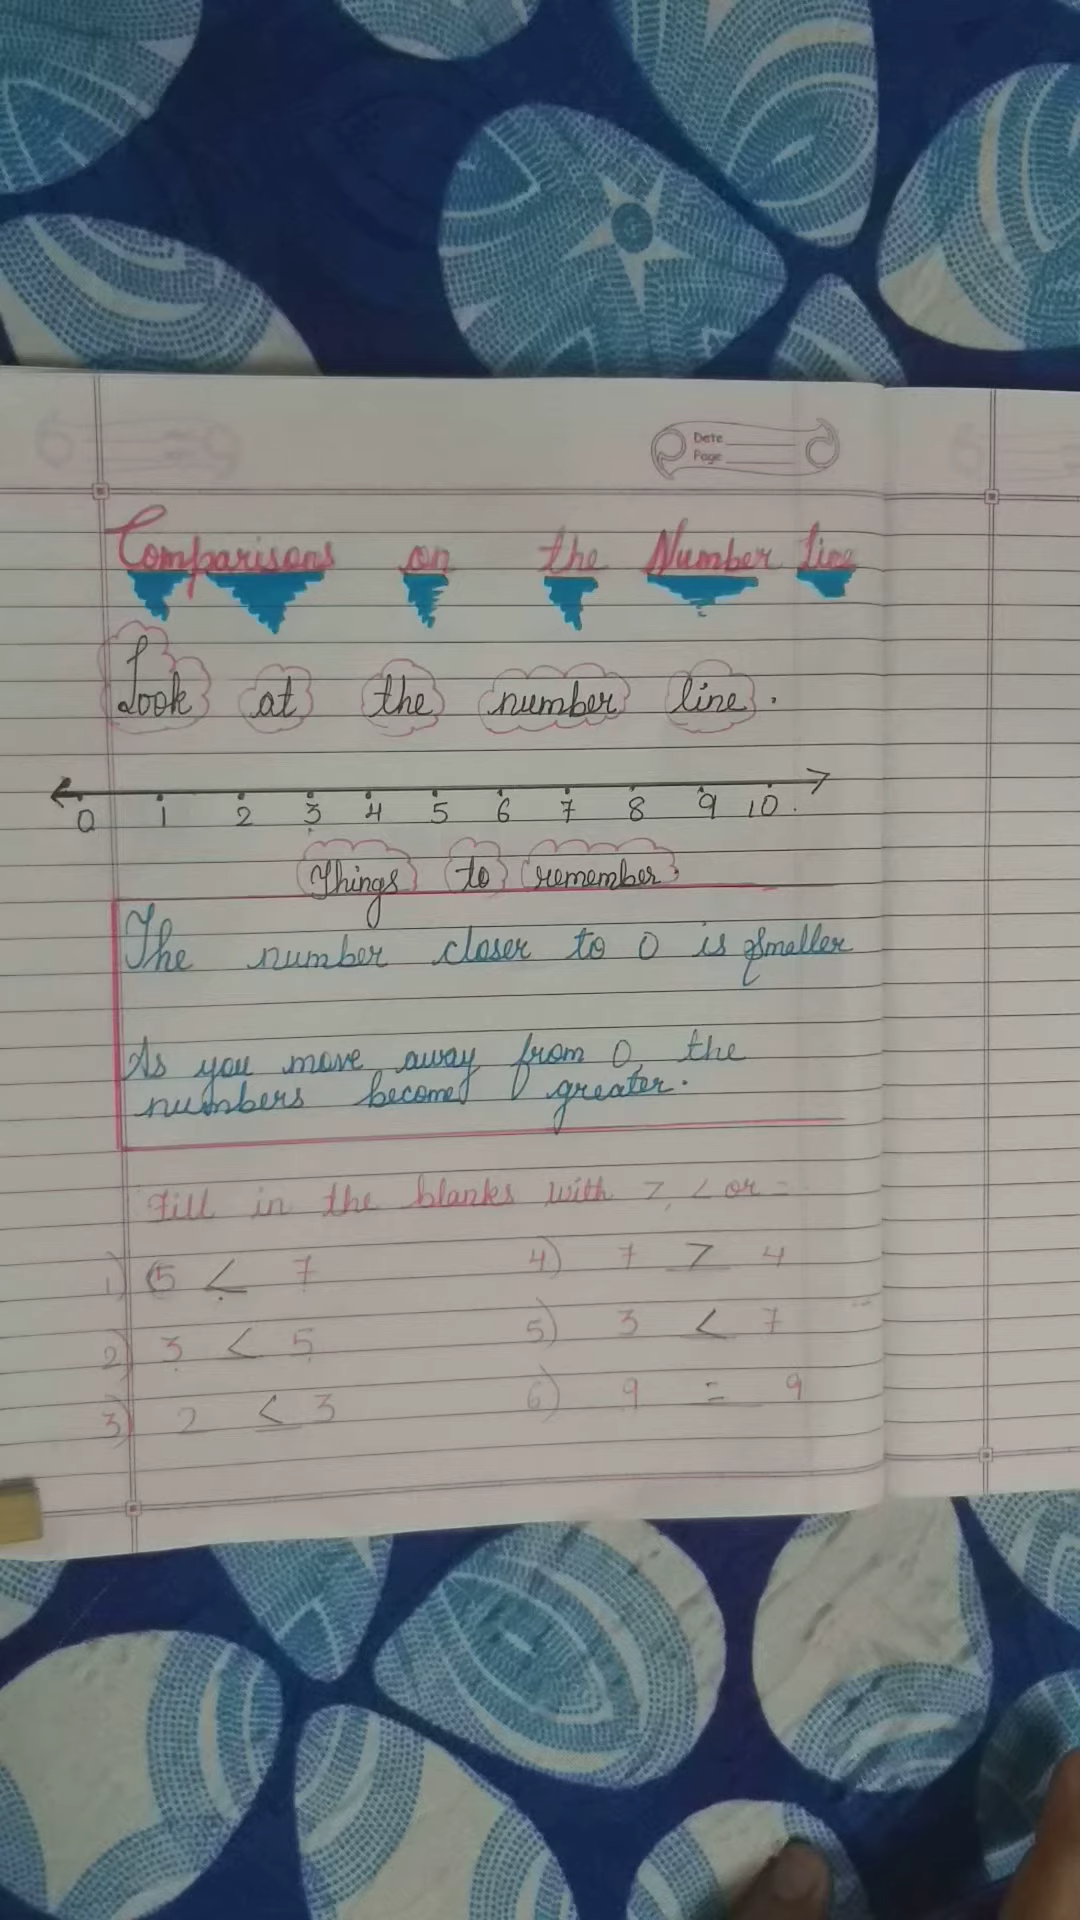 Date
Page
Comparisons on the Number Line
Look at the number line.
0 1 2 3 4 5 6 7 8 9 10
Things to remember
The number closer to 0 is smaller
As you move away from 0, the
numbers become greater.
Fill in the blanks with >, < or =
1) 5 < 7 4) 7 > 4
2) 3 < 5 5) 3 < 7
3) 2 < 3 6) 9 = 9